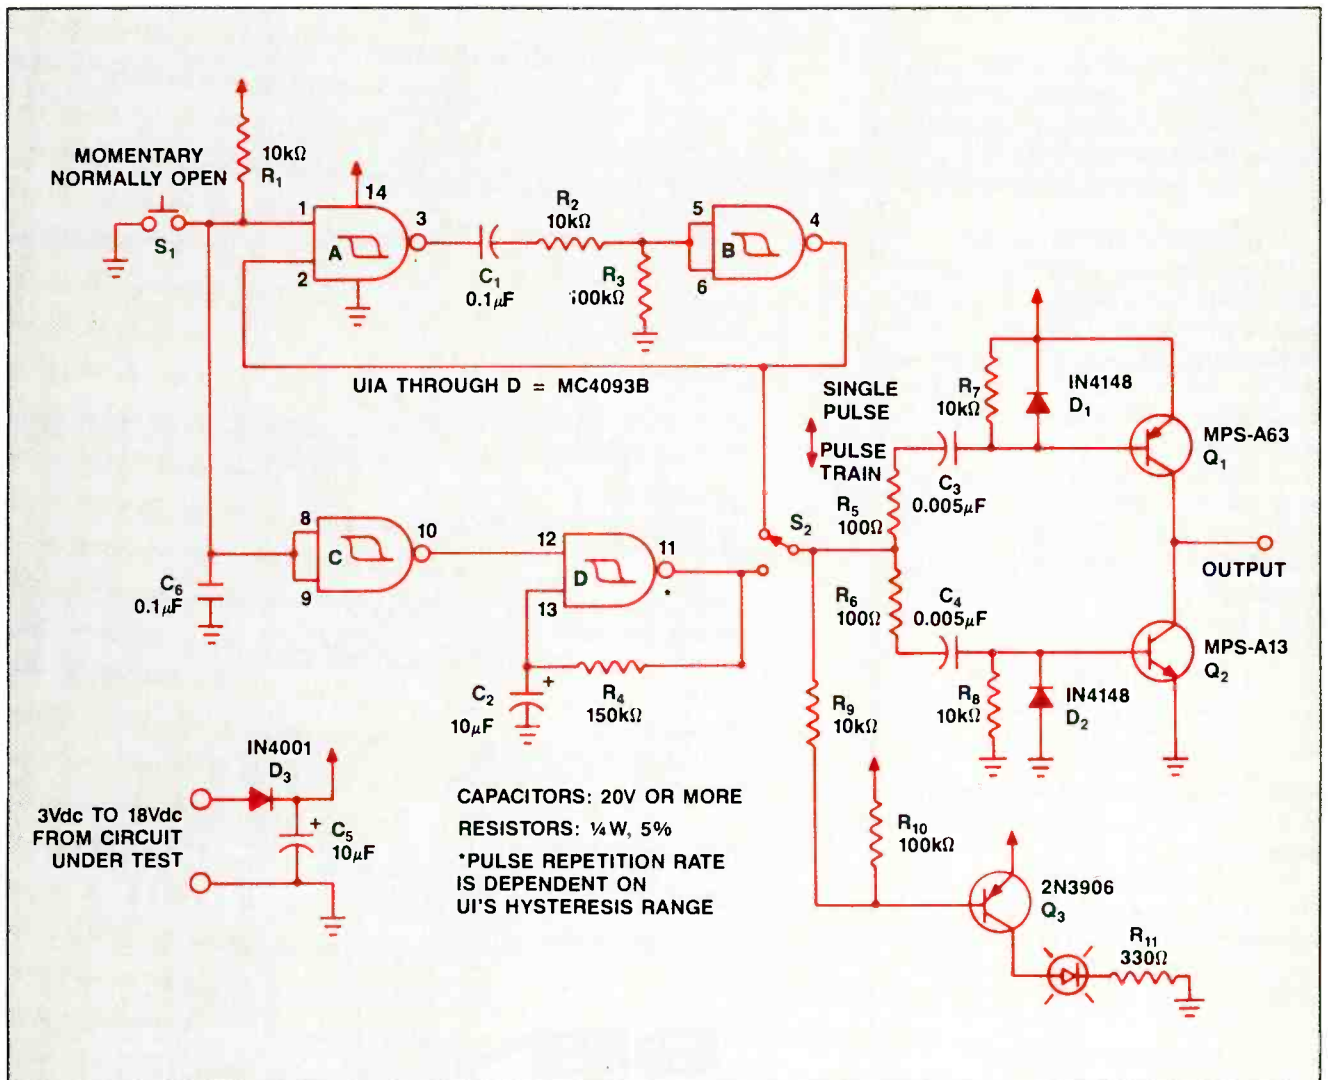 MOMENTARY
NORMALLY OPEN
S1
10kΩ
R1
14
1
A
2
3
C1
0.1μF
R2
10kΩ
R3
100kΩ
5
B
6
4
UIA THROUGH D = MC4093B
SINGLE
PULSE
PULSE
TRAIN
R7
10kΩ
IN4148
D1
MPS-A63
Q1
C3
0.005μF
R5
100Ω
S2
OUTPUT
8
C
9
10
C6
0.1μF
12
D
13
11
*
C2
10μF
+
R4
150kΩ
R6
100Ω
C4
0.005μF
R8
10kΩ
IN4148
D2
MPS-A13
Q2
R9
10kΩ
IN4001
D3
3Vdc TO 18Vdc
FROM CIRCUIT
UNDER TEST
+
C5
10μF
CAPACITORS: 20V OR MORE
RESISTORS: ¼W, 5%
*PULSE REPETITION RATE
IS DEPENDENT ON
UI'S HYSTERESIS RANGE
R10
100kΩ
2N3906
Q3
R11
330Ω